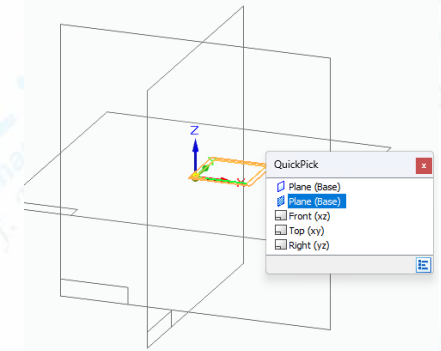 Z
X
QuickPick
x
Plane (Base)
Plane (Base)
Front (xz)
Top (xy)
Right (yz)